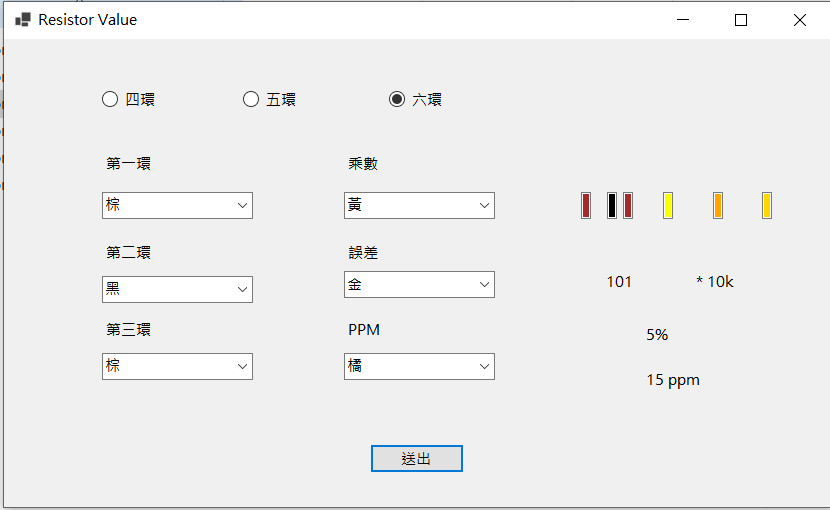 Resistor Value
四環 五環 六環
第一環 乘數
棕 黃
第二環 誤差
黑 金
101 * 10k
第三環 PPM
5%
棕 橘
15 ppm
送出